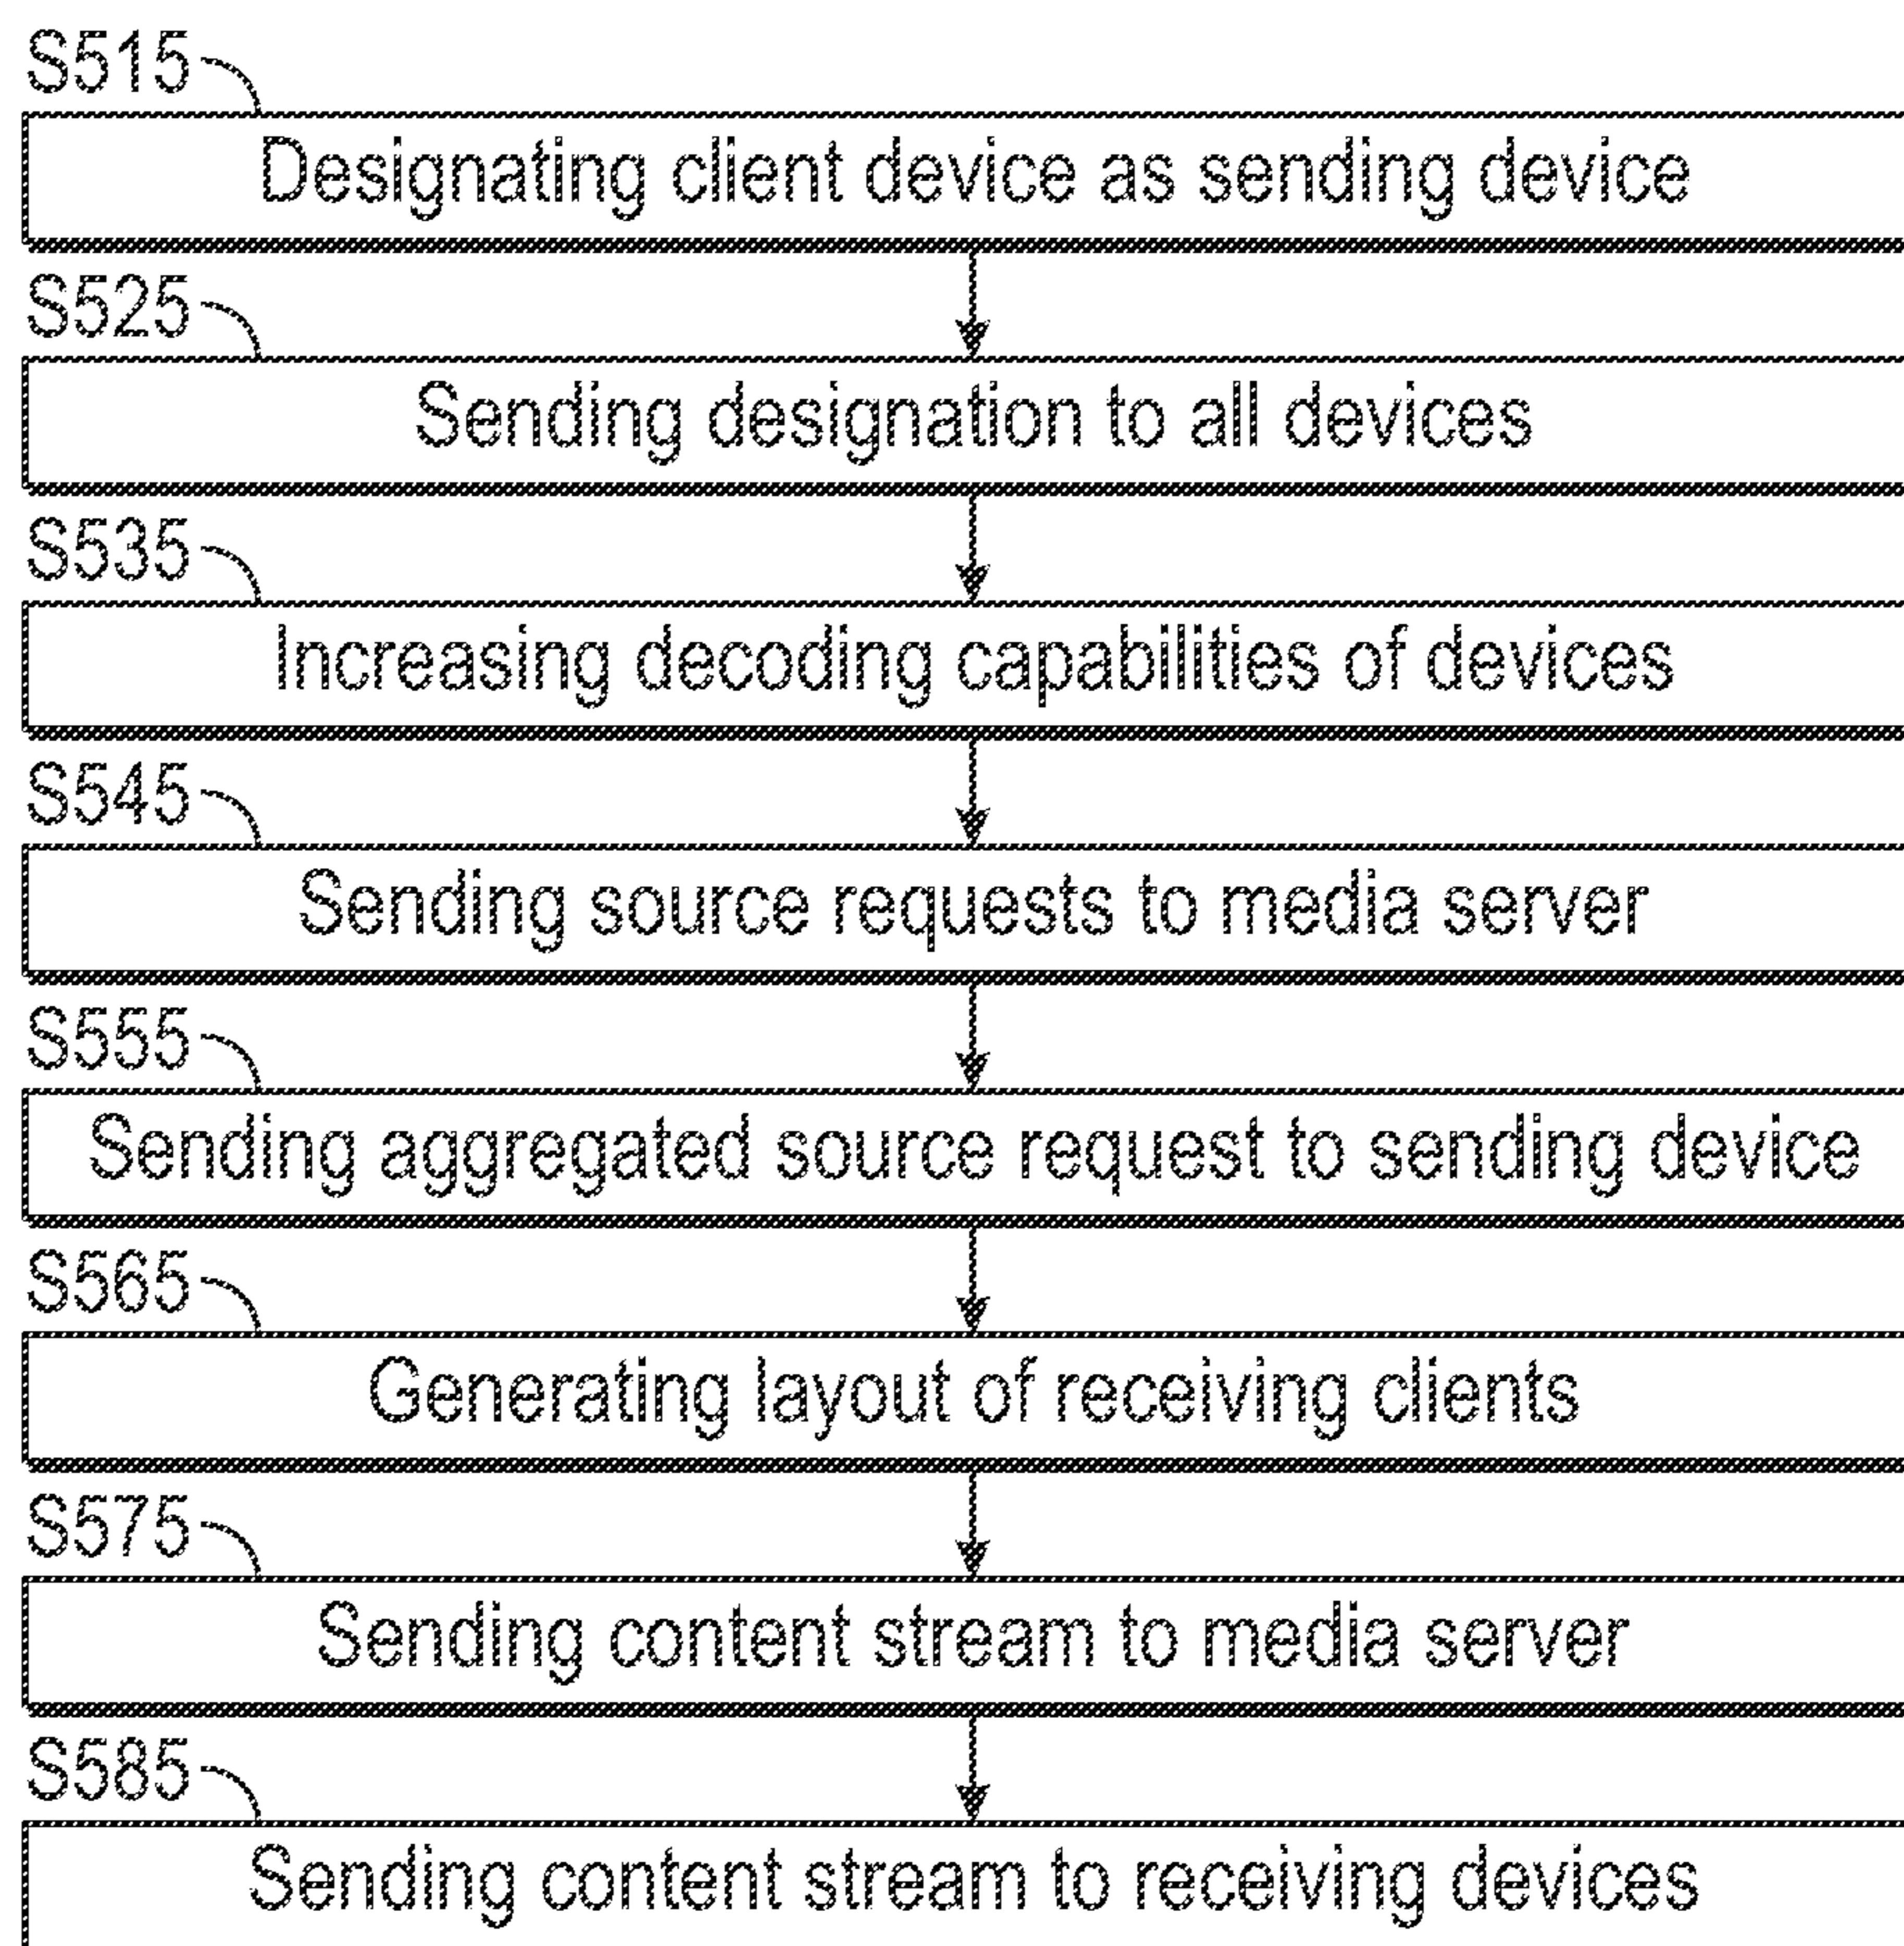 S515
Designating client device as sending device
S525
Sending designation to all devices
S535
Increasing decoding capabilities of devices
S545
Sending source requests to media server
S555
Sending aggregated source request to sending device
S565
Generating layout of receiving clients
S575
Sending content stream to media server
S585
Sending content stream to receiving devices